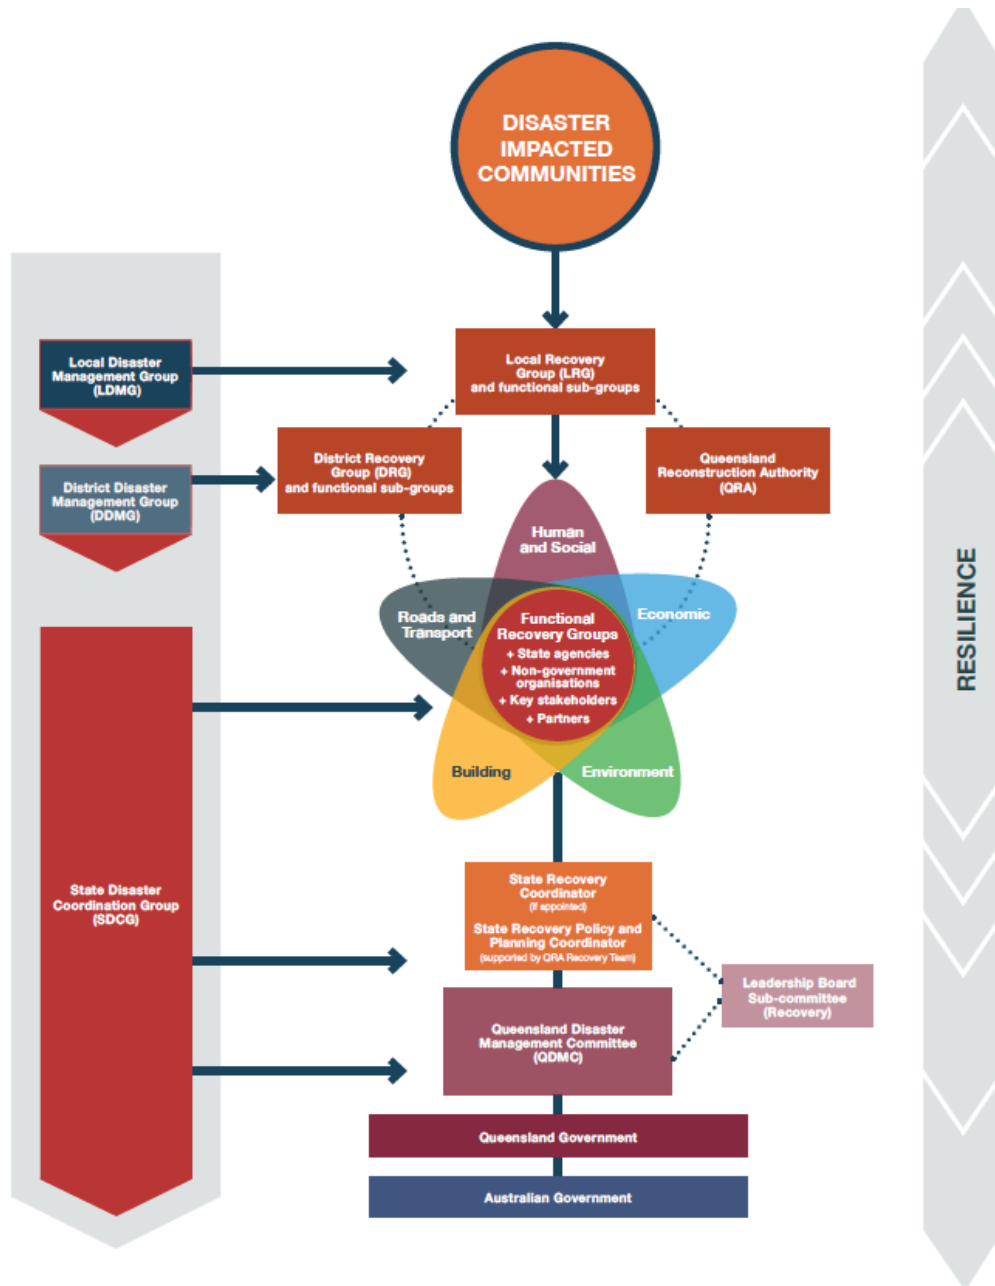 DISASTER
IMPACTED
COMMUNITIES
Local Disaster
Management Group
(LDMG)
Local Recovery
Group (LRG)
and functional sub-groups
District Disaster
Management Group
(DDMG)
District Recovery
Group (DRG)
and functional sub-groups
Queensland
Reconstruction Authority
(QRA)
Human
and Social
Roads and
Transport
Economic
Functional
Recovery Groups
+ State agencies
+ Non-government
organisations
+ Key stakeholders
+ Partners
Building
Environment
State Disaster
Coordination Group
(SDCG)
State Recovery
Coordinator
(if appointed)
State Recovery Policy and
Planning Coordinator
(supported by QRA Recovery Team)
Leadership Board
Sub-committee
(Recovery)
Queensland Disaster
Management Committee
(QDMC)
Queensland Government
Australian Government
RESILIENCE